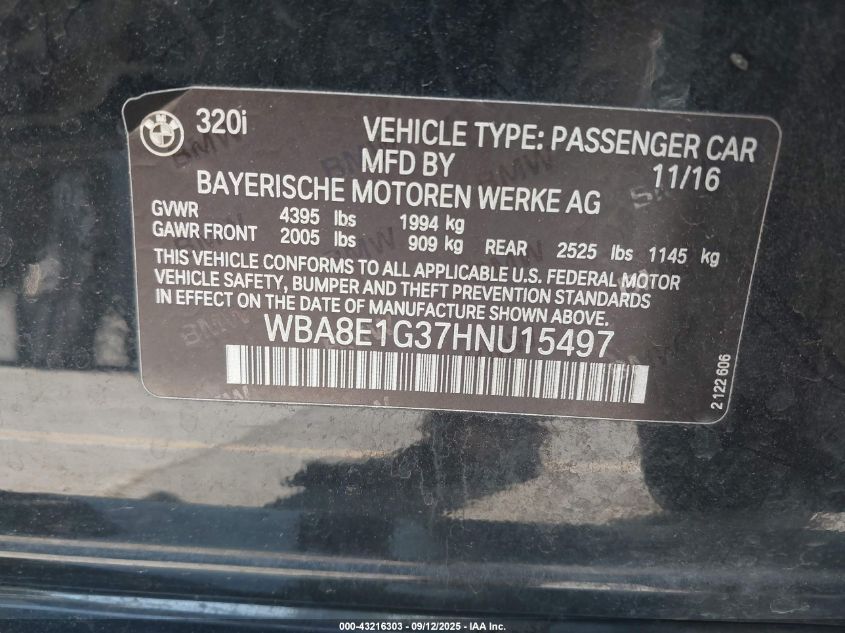 320i
VEHICLE TYPE: PASSENGER CAR
MFD BY 11/16
BAYERISCHE MOTOREN WERKE AG
GVWR 4395 lbs 1994 kg
GAWR FRONT 2005 lbs 909 kg REAR 2525 lbs 1145 kg
THIS VEHICLE CONFORMS TO ALL APPLICABLE U.S. FEDERAL MOTOR
VEHICLE SAFETY, BUMPER AND THEFT PREVENTION STANDARDS
IN EFFECT ON THE DATE OF MANUFACTURE SHOWN ABOVE.
WBA8E1G37HNU15497
2 122 606
000-43216303 - 09/12/2025 - IAA Inc.